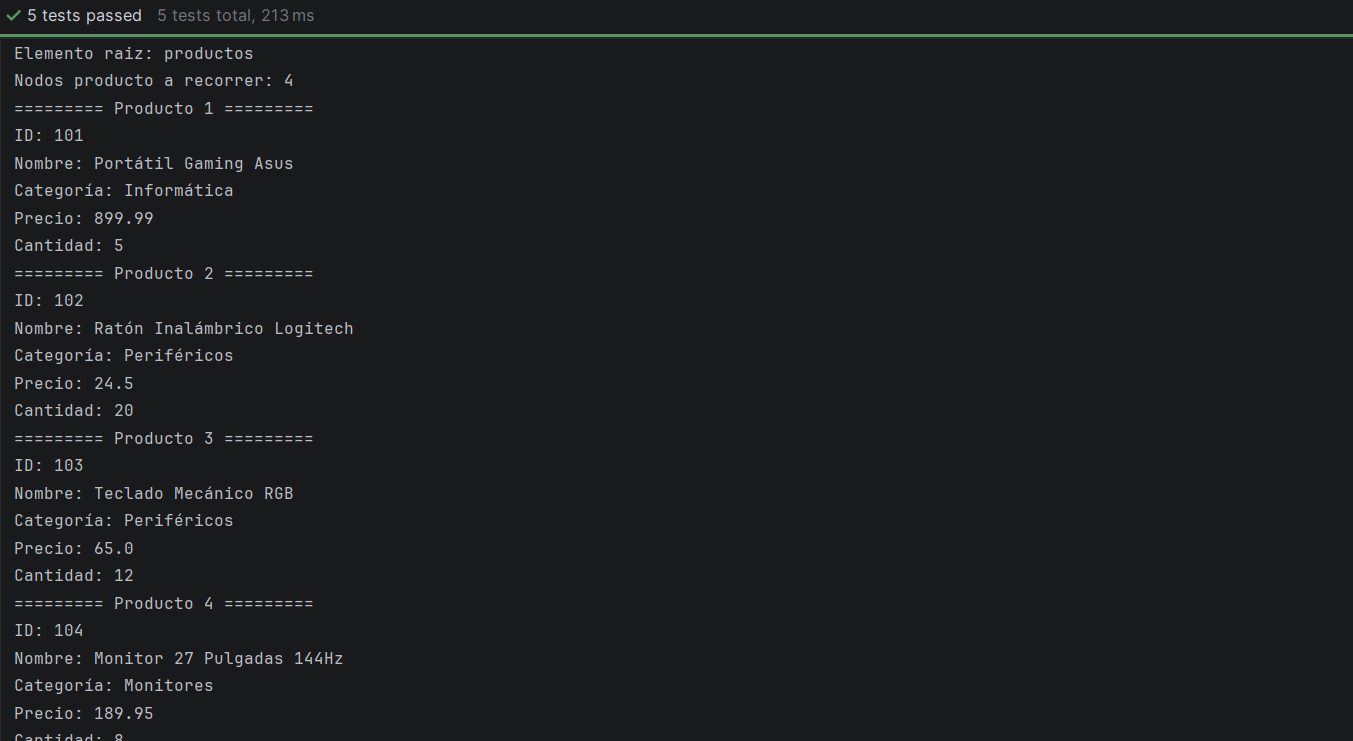 5 tests passed 5 tests total, 213 ms
Elemento raiz: productos
Nodos producto a recorrer: 4
========= Producto 1 =========
ID: 101
Nombre: Portátil Gaming Asus
Categoría: Informática
Precio: 899.99
Cantidad: 5
========= Producto 2 =========
ID: 102
Nombre: Ratón Inalámbrico Logitech
Categoría: Periféricos
Precio: 24.5
Cantidad: 20
========= Producto 3 =========
ID: 103
Nombre: Teclado Mecánico RGB
Categoría: Periféricos
Precio: 65.0
Cantidad: 12
========= Producto 4 =========
ID: 104
Nombre: Monitor 27 Pulgadas 144Hz
Categoría: Monitores
Precio: 189.95
Cantidad: 8